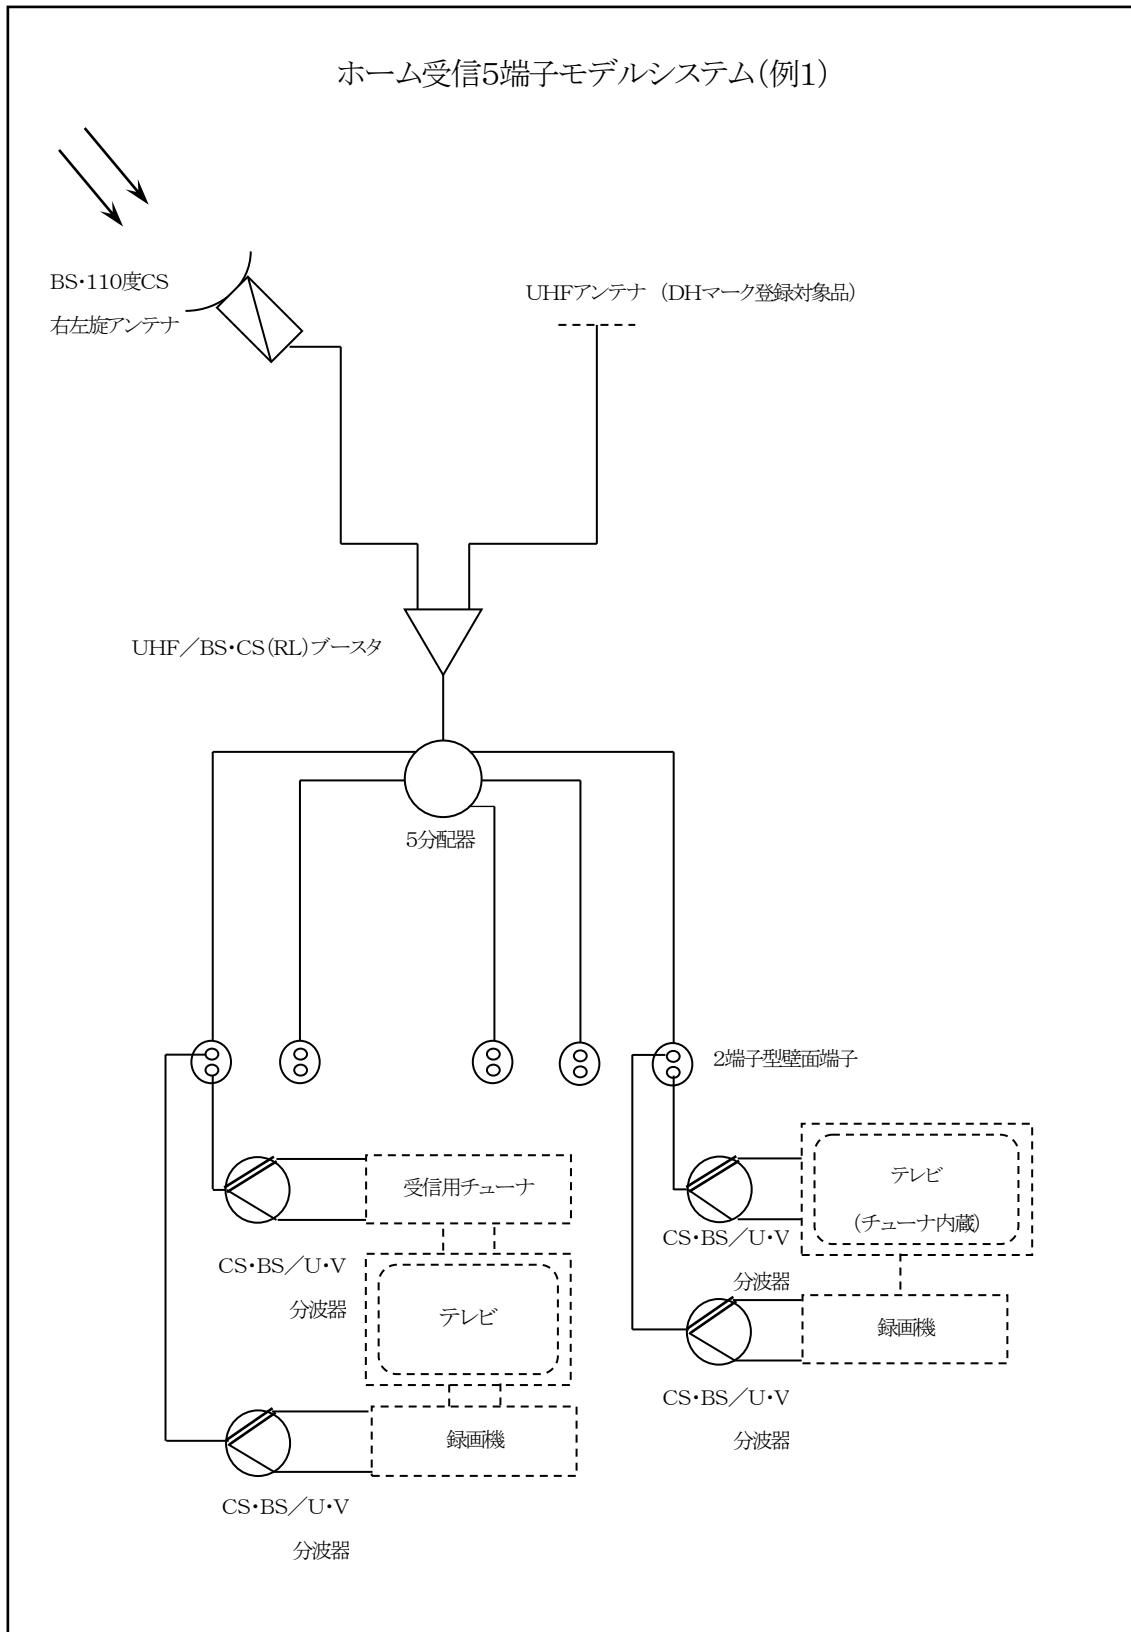 ホーム受信5端子モデルシステム(例1)
BS・110度CS
右左旋アンテナ
UHFアンテナ (DHマーク登録対象品)
UHF／BS・CS(RL)ブースタ
5分配器
2端子型壁面端子
受信用チューナ
CS・BS／U・V
分波器
テレビ
録画機
CS・BS／U・V
分波器
テレビ
(チューナ内蔵)
CS・BS／U・V
分波器
録画機
CS・BS／U・V
分波器